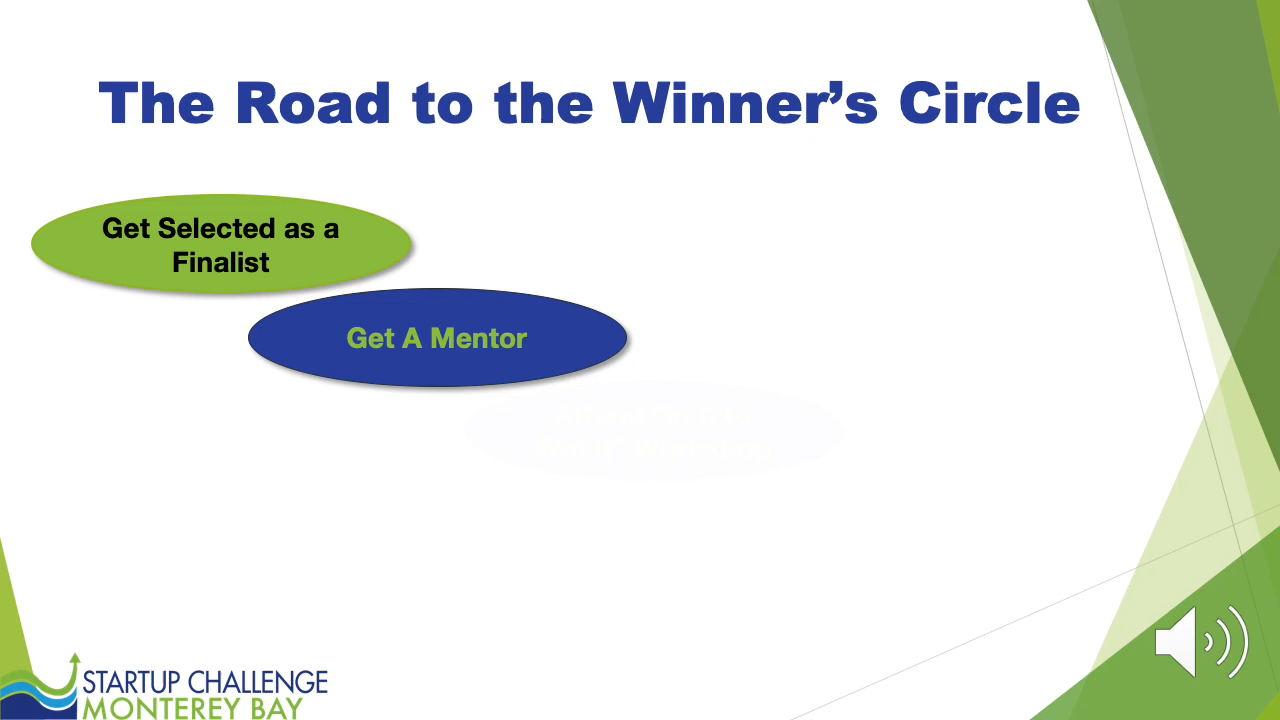 The Road to the Winner’s Circle
Get Selected as a
Finalist
Get A Mentor
STARTUP CHALLENGE
MONTEREY BAY